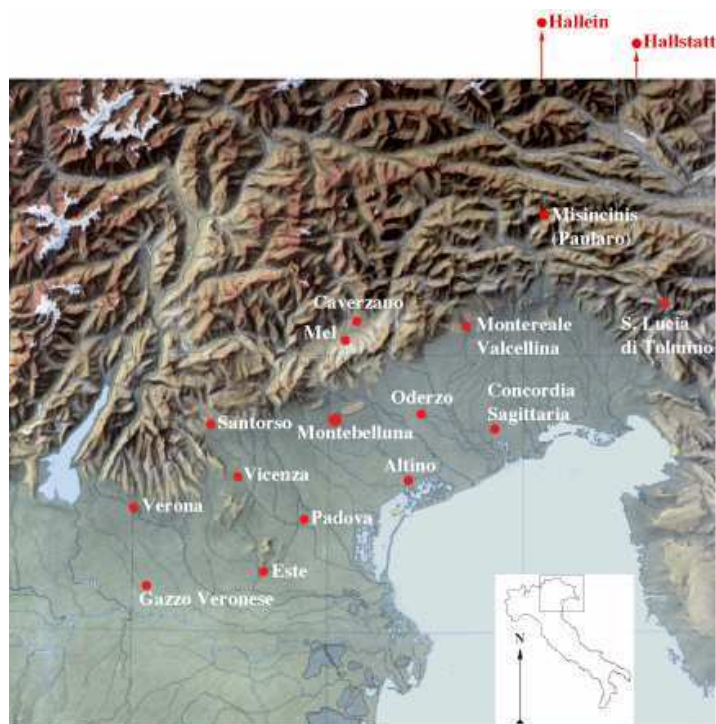 Hallein
Hallstatt
Misincinis
(Paularo)
Caverzano
Mel
Montereale
Valcellina
S. Lucia
di Tolmino
Oderzo
Concordia
Sagittaria
Santorso
Montebelluna
Altino
Vicenza
Verona
Padova
Este
Gazzo Veronese
N